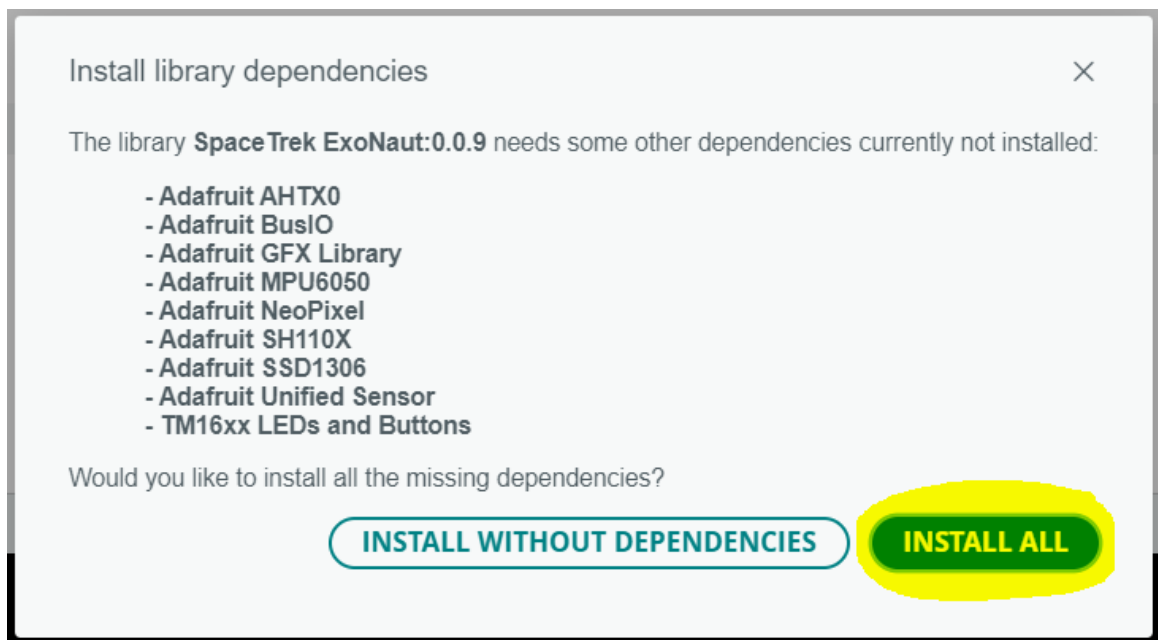 Install library dependencies
The library SpaceTrek ExoNaut:0.0.9 needs some other dependencies currently not installed:
- Adafruit AHTX0
- Adafruit BusIO
- Adafruit GFX Library
- Adafruit MPU6050
- Adafruit NeoPixel
- Adafruit SH110X
- Adafruit SSD1306
- Adafruit Unified Sensor
- TM16xx LEDs and Buttons
Would you like to install all the missing dependencies?
INSTALL WITHOUT DEPENDENCIES INSTALL ALL